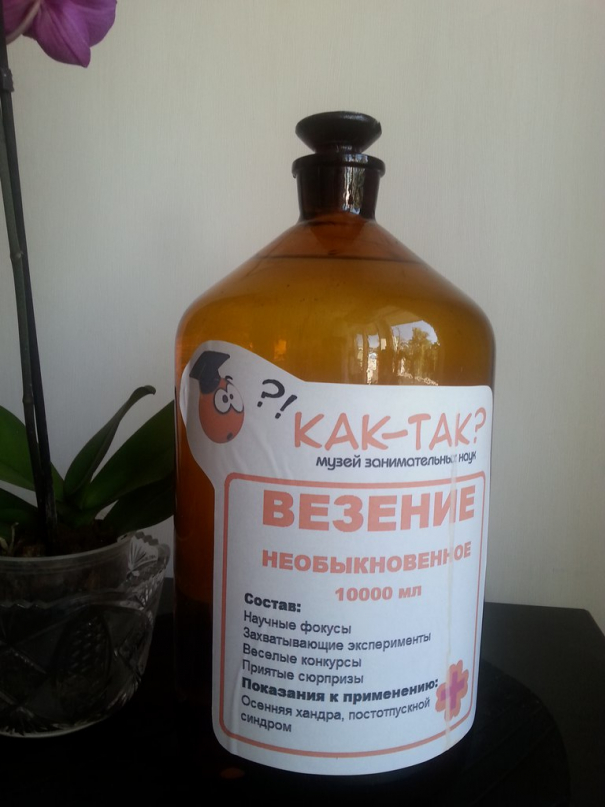 ?!
КАК-ТАК?
музей занимательных наук
ВЕЗЕНИЕ
НЕОБЫКНОВЕННОЕ
10000 мл
Состав:
Научные фокусы
Захватывающие эксперименты
Веселые конкурсы
Приятые сюрпризы
Показания к применению:
Осенняя хандра, постотпускной
синдром